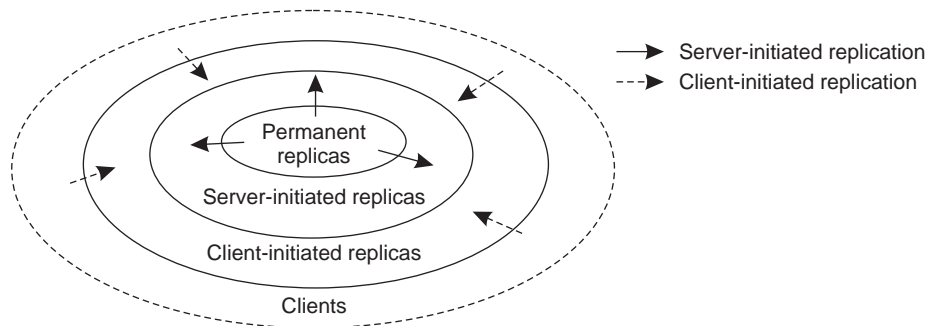 Server-initiated replication
Client-initiated replication
Permanent
replicas
Server-initiated replicas
Client-initiated replicas
Clients